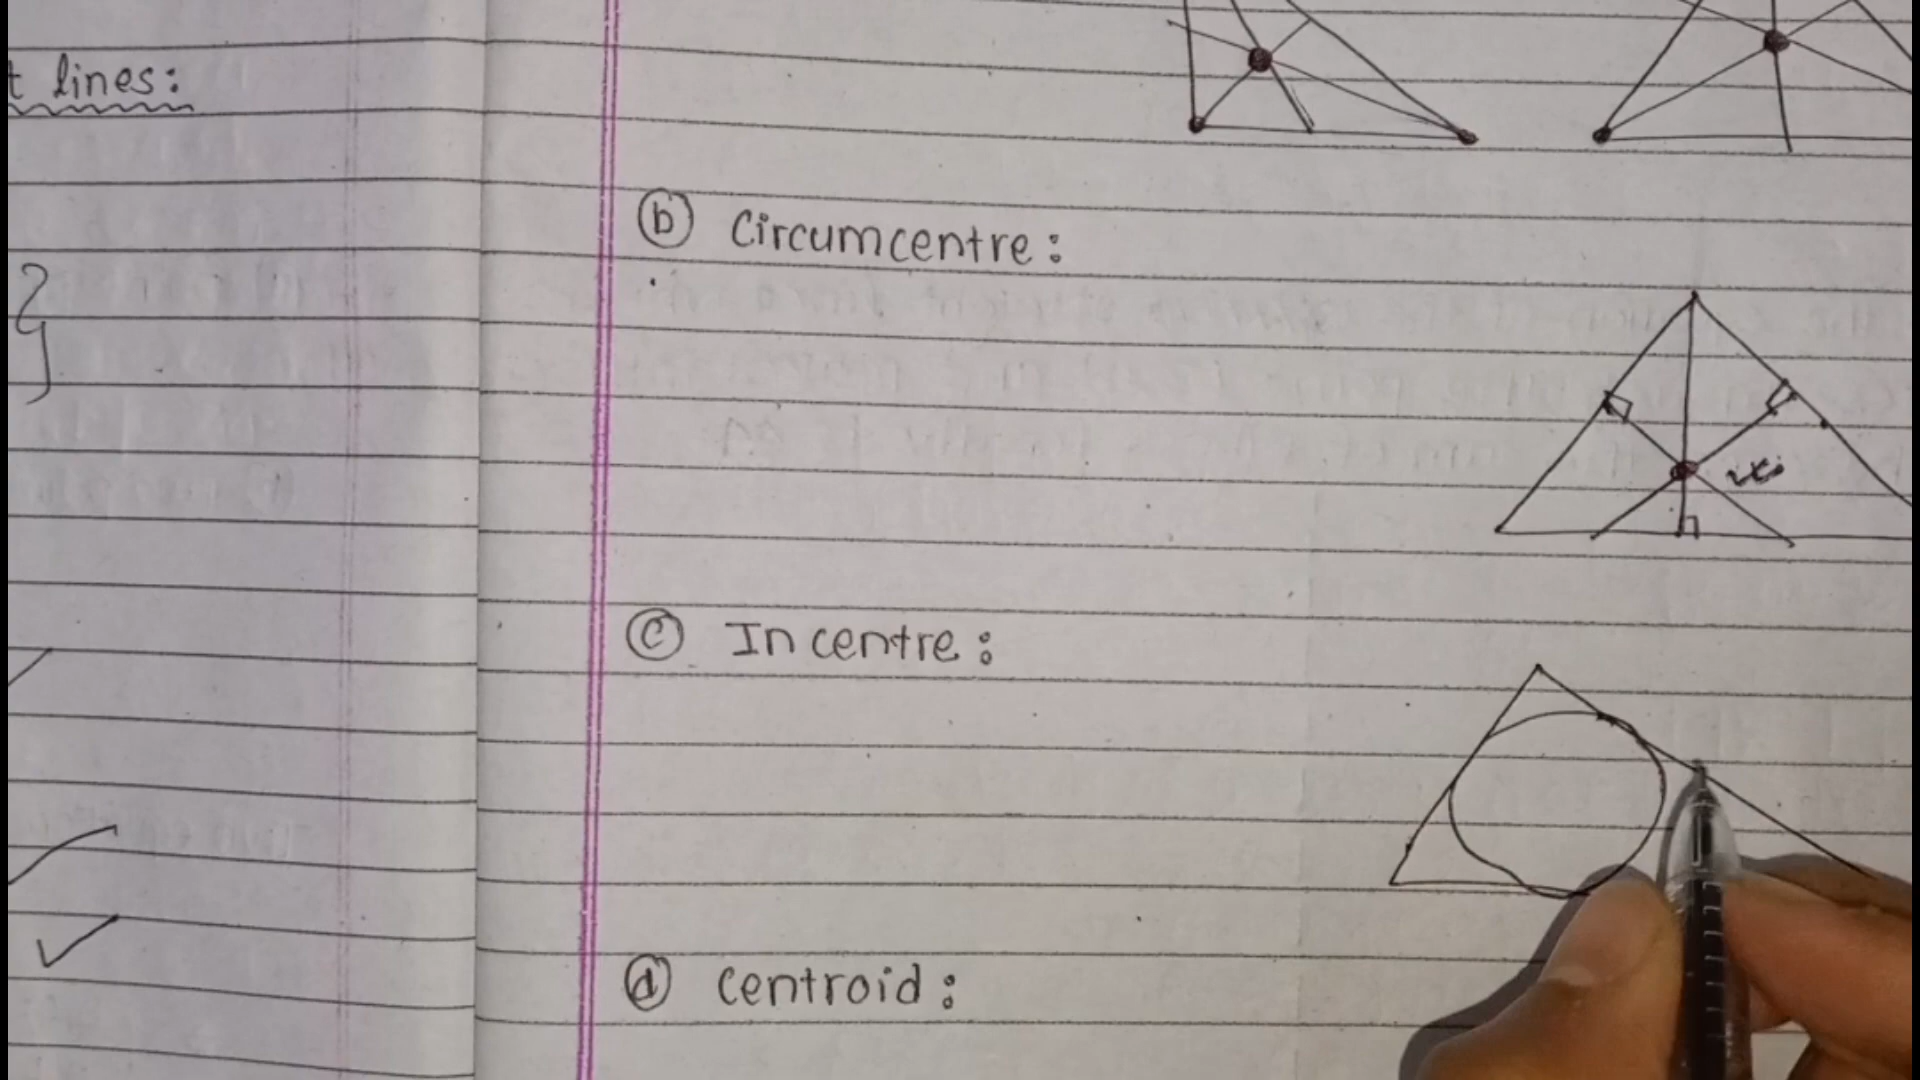 t lines:
(b) Circumcentre:
(c) In centre:
(d) Centroid: